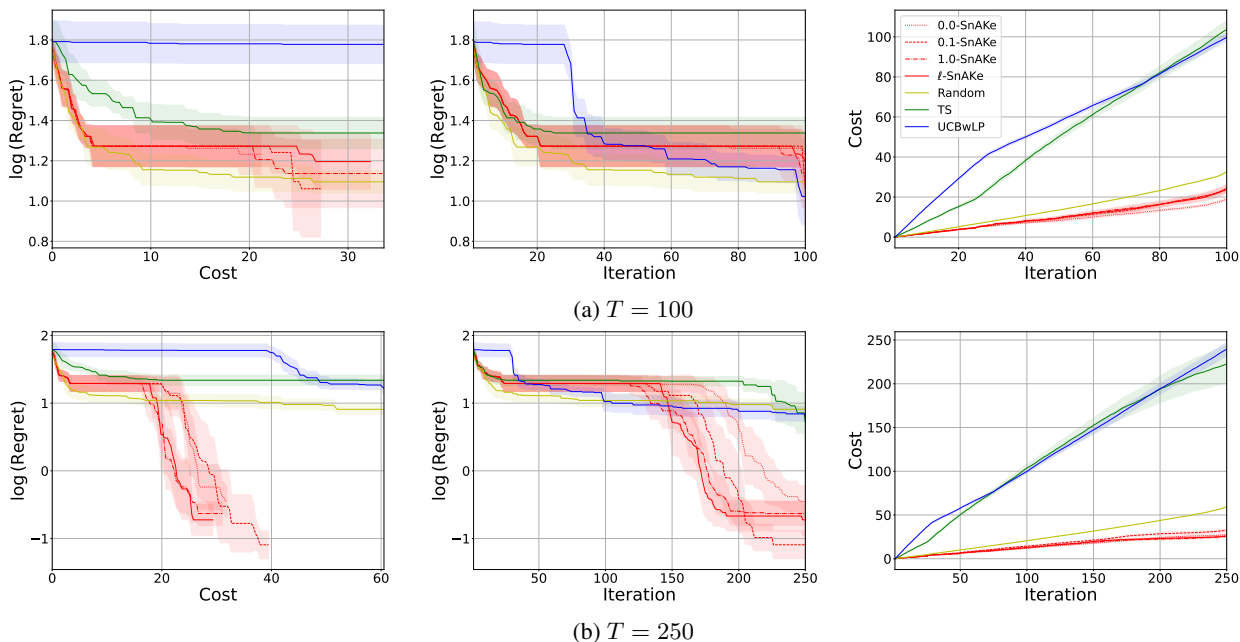 1.8
1.6
1.4
1.2
1.0
0.8
log(Regret)
0
10
20
30
Cost
1.8
1.6
1.4
1.2
1.0
0.8
log(Regret)
20
40
60
80
100
Iteration
100
80
60
40
20
0
Cost
0.0-SnAKe
0.1-SnAKe
1.0-SnAKe
ℓ-SnAKe
Random
TS
UCBwLP
20
40
60
80
100
Iteration
(a) T = 100
2
1
0
−1
log(Regret)
0
20
40
60
Cost
2
1
0
−1
log(Regret)
50
100
150
200
250
Iteration
250
200
150
100
50
0
Cost
50
100
150
200
250
Iteration
(b) T = 250